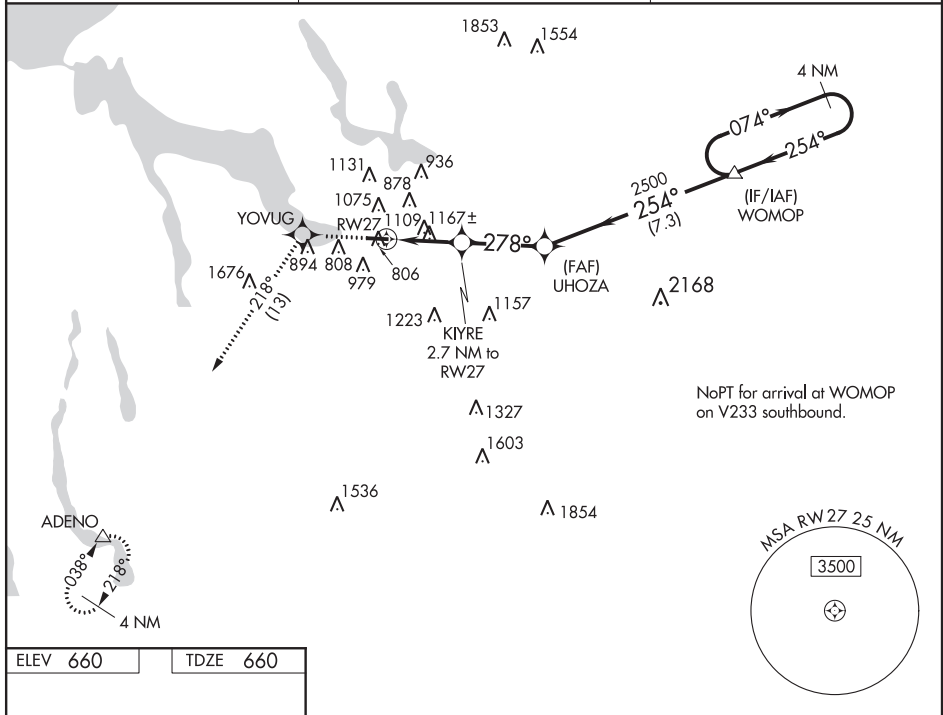 1853
1554
4 NM
074°
254°
2500
254°
(7.3)
(IF/IAF)
WOMOP
1131
936
878
1075
YOVUG
RW27
1109
1167±
278°
(FAF)
UHOZA
894
808
806
979
1676
218°
(13)
2168
1223
1157
KIYRE
2.7 NM to
RW27
NoPT for arrival at WOMOP
on V233 southbound.
1327
1603
1536
1854
ADENO
038°
218°
4 NM
MSA RW27 25 NM
3500
ELEV 660
TDZE 660